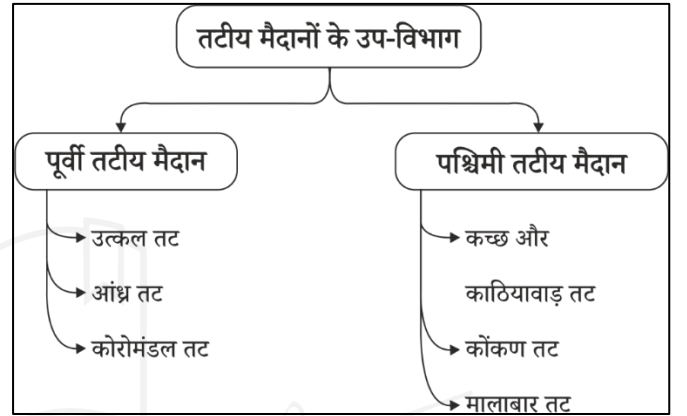 तटीय मैदानों के उप-विभाग
पूर्वी तटीय मैदान
उत्कल तट
आंध्र तट
कोरोमंडल तट
पश्चिमी तटीय मैदान
कच्छ और
काठियावाड़ तट
कोंकण तट
मालाबार तट